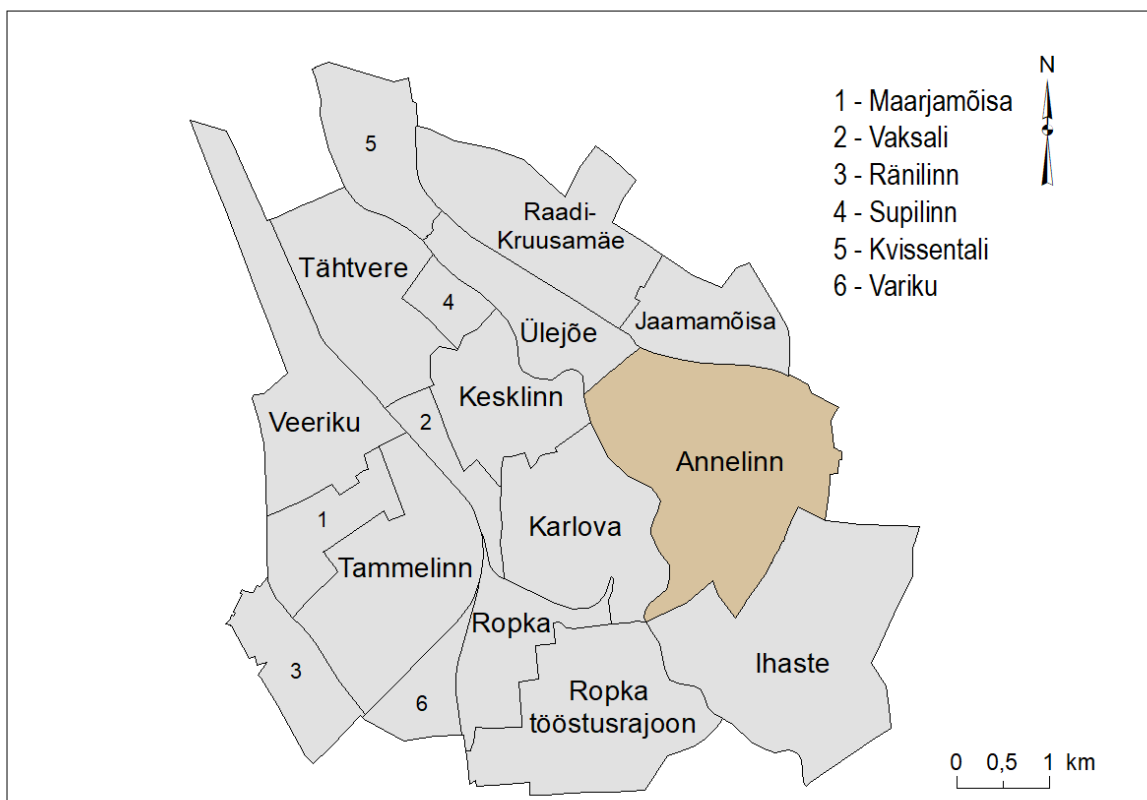 N
1 - Maarjamõisa
2 - Vaksali
3 - Ränilinn
4 - Supilinn
5 - Kvissentali
6 - Variku
5
Raadi-
Kruusamäe
Tähtvere
4
Ülejõe
Jaamamõisa
Kesklinn
Veeriku
2
Annelinn
1
Karlova
Tammelinn
Ropka
3
6
Ropka
tööstusrajoon
Ihaste
0 0,5 1 km